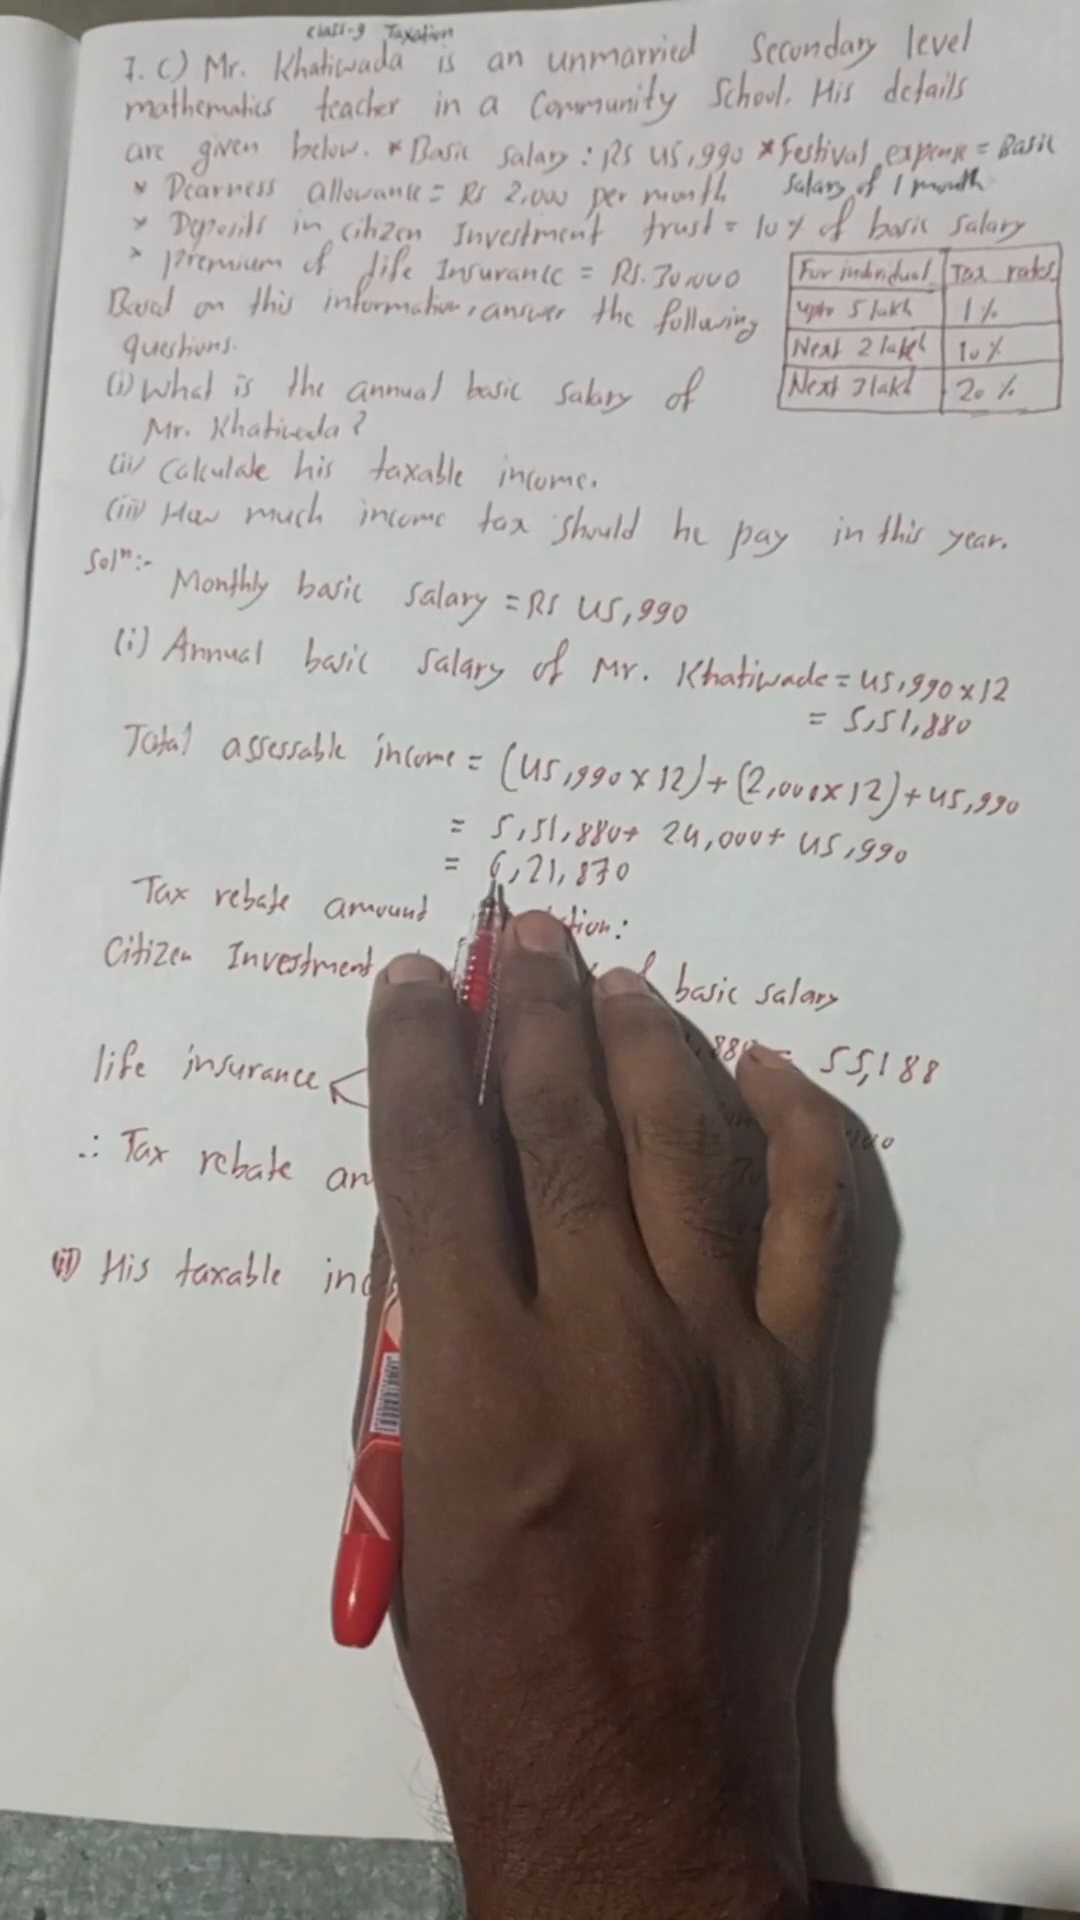 Class-9 Taxation
7. C) Mr. Khatiwada is an unmarried Secondary level
mathematics teacher in a Community School. His details
are given below. * Basic salary : RS 45,990 * Festival expense = Basic
salary of 1 month
* Dearness allowance = Rs 2,000 per month
* Deposits in citizen Investment trust = 10% of basic salary
* premium of life Insurance = Rs. 30,000
For individual Tax rates
upto 5 lakh 1%
Next 2 lakh 10%
Next 3 lakh 20%
Based on this information, answer the following
questions.
(i) What is the annual basic salary of
Mr. Khatiwada?
(ii) Calculate his taxable income.
(iii) How much income tax should he pay in this year.
Solⁿ:-
Monthly basic salary = RS 45,990
(i) Annual basic salary of Mr. Khatiwada = 45,990 x 12
= 5,51,880
Total assessable income = (45,990 x 12) + (2,000 x 12) + 45,990
= 5,51,880 + 24,000 + 45,990
= 6,21,870
Tax rebate amount
Citizen Investment basic salary
= 55,188
life insurance
∴ Tax rebate
(ii) His taxable